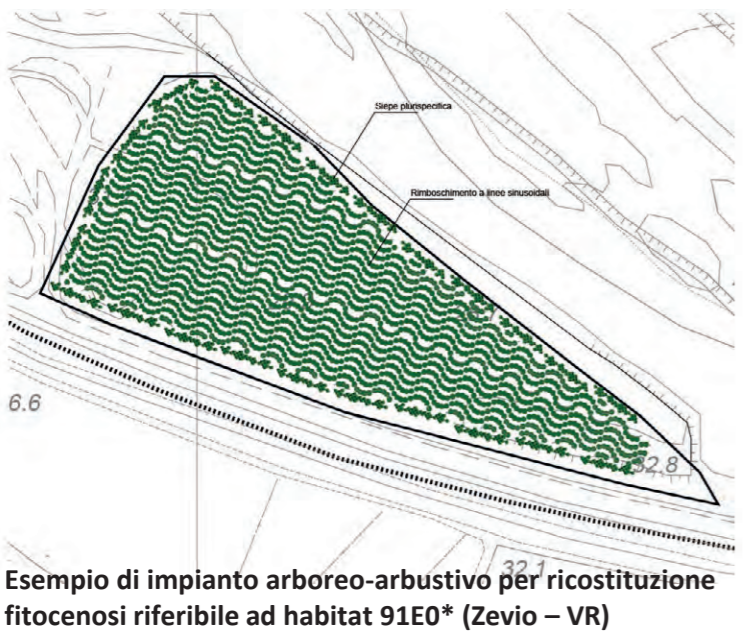 Siepe plurispecifica
Rimboschimento a linee sinusoidali
6.6
32,8
32.1
Esempio di impianto arboreo-arbustivo per ricostituzione
fitocenosi riferibile ad habitat 91E0* (Zevio – VR)